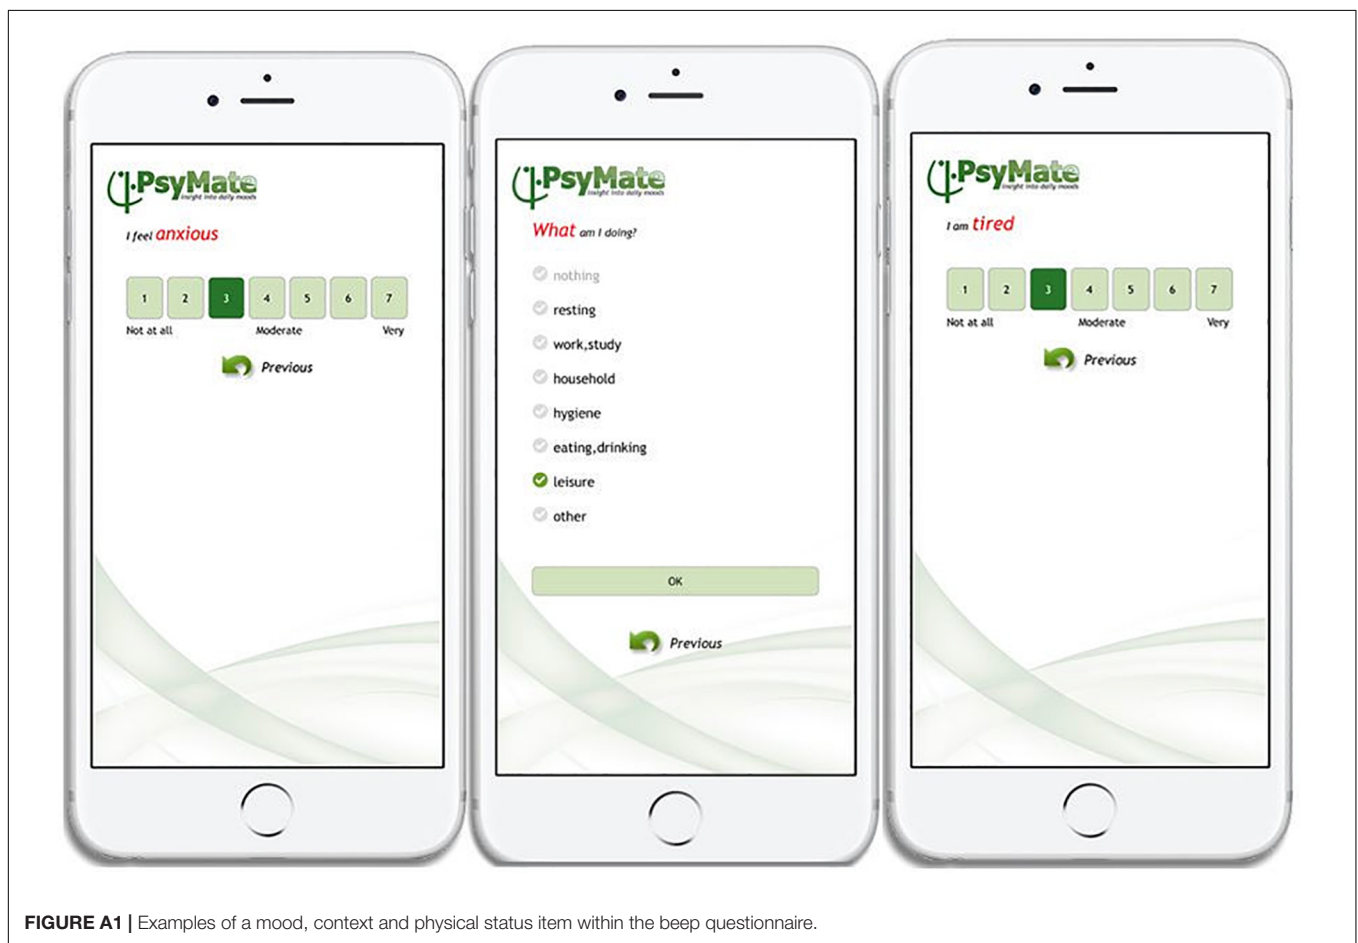 PsyMate
insight into daily moods
I feel anxious
1 2 3 4 5 6 7
Not at all Moderate Very
Previous
PsyMate
insight into daily moods
What am I doing?
nothing
resting
work,study
household
hygiene
eating,drinking
leisure
other
OK
Previous
PsyMate
insight into daily moods
I am tired
1 2 3 4 5 6 7
Not at all Moderate Very
Previous
FIGURE A1 | Examples of a mood, context and physical status item within the beep questionnaire.